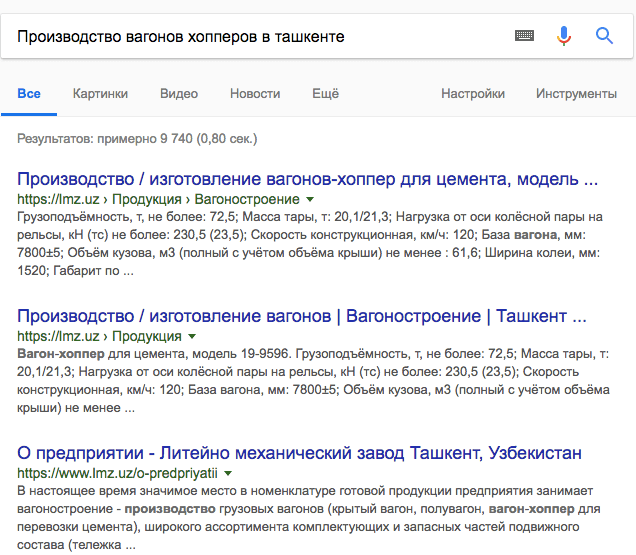 Производство вагонов хопперов в ташкенте
Все Картинки Видео Новости Ещё Настройки Инструменты
Результатов: примерно 9 740 (0,80 сек.)
Производство / изготовление вагонов-хоппер для цемента, модель ...
https://lmz.uz › Продукция › Вагоностроение
Грузоподъёмность, т, не более: 72,5; Масса тары, т: 20,1/21,3; Нагрузка от оси колёсной пары на
рельсы, кН (тс) не более: 230,5 (23,5); Скорость конструкционная, км/ч: 120; База вагона, мм:
7800±5; Объём кузова, м3 (полный с учётом объёма крыши) не менее : 61,6; Ширина колеи, мм:
1520; Габарит по ...
Производство / изготовление вагонов | Вагоностроение | Ташкент ...
https://lmz.uz › Продукция
Вагон-хоппер для цемента, модель 19-9596. Грузоподъёмность, т, не более: 72,5; Масса тары, т:
20,1/21,3; Нагрузка от оси колёсной пары на рельсы, кН (тс) не более: 230,5 (23,5); Скорость
конструкционная, км/ч: 120; База вагона, мм: 7800±5; Объём кузова, м3 (полный с учётом объёма
крыши) не менее ...
О предприятии - Литейно механический завод Ташкент, Узбекистан
https://www.lmz.uz/o-predpriyatii
В настоящее время значимое место в номенклатуре готовой продукции предприятия занимает
вагоностроение - производство грузовых вагонов (крытый вагон, полувагон, вагон-хоппер для
перевозки цемента), широкого ассортимента комплектующих и запасных частей подвижного
состава (тележка ...